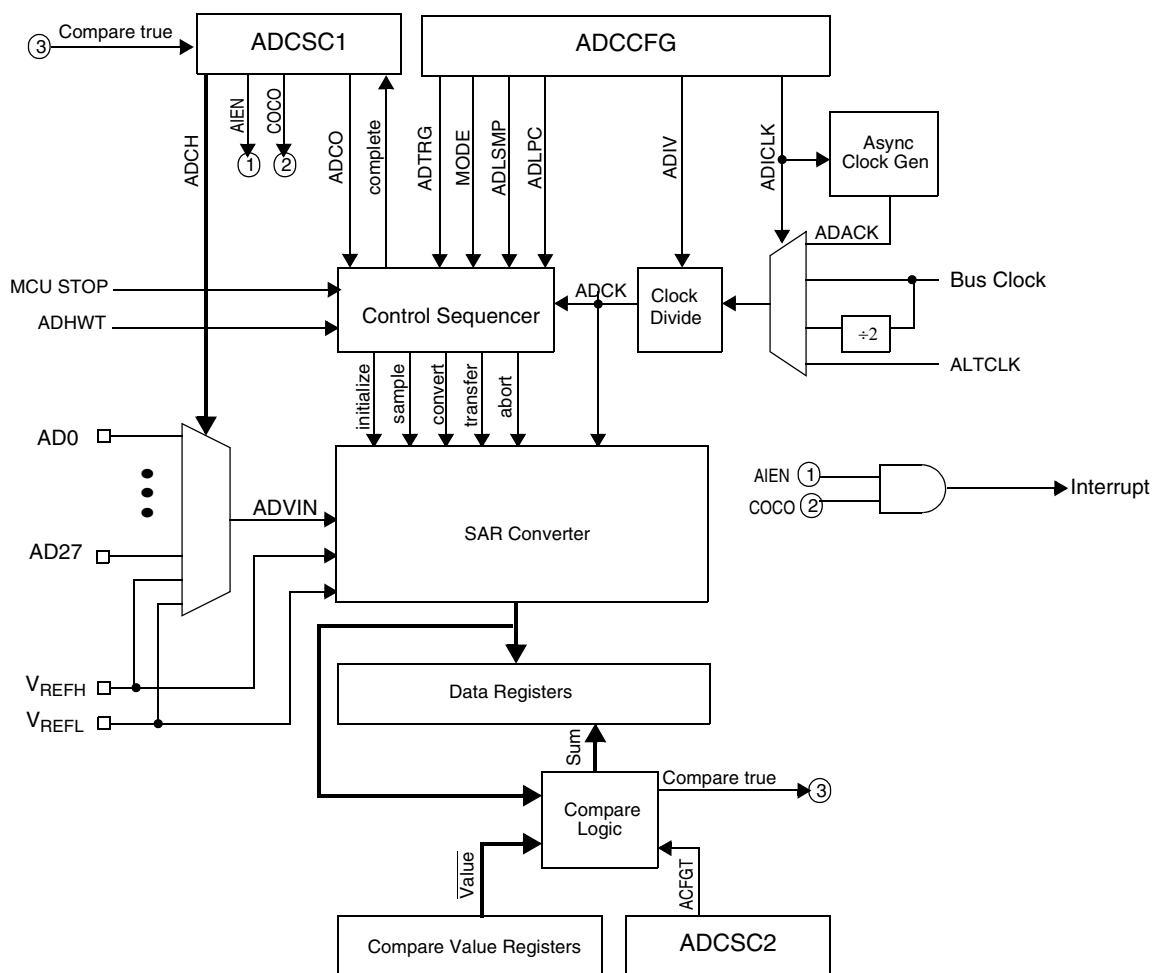 3 Compare true
ADCSC1
ADCCFG
ADCH
AIEN
COCO
1
2
ADCO
complete
ADTRG
MODE
ADLSMP
ADLPC
ADIV
ADICLK
Async
Clock Gen
ADACK
MCU STOP
ADHWT
Control Sequencer
ADCK
Clock
Divide
Bus Clock
÷2
ALTCLK
initialize
sample
convert
transfer
abort
AD0
AD27
ADVIN
SAR Converter
AIEN 1
COCO 2
Interrupt
VREFH
VREFL
Data Registers
Sum
Compare
Logic
Compare true
3
Value
ACFGT
Compare Value Registers
ADCSC2